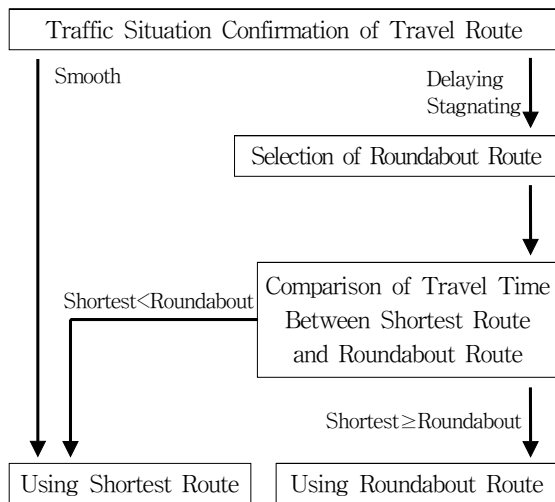 Traffic Situation Confirmation of Travel Route
Smooth
Delaying
Stagnating
Selection of Roundabout Route
Comparison of Travel Time
Between Shortest Route
and Roundabout Route
Shortest<Roundabout
Shortest≥Roundabout
Using Shortest Route
Using Roundabout Route